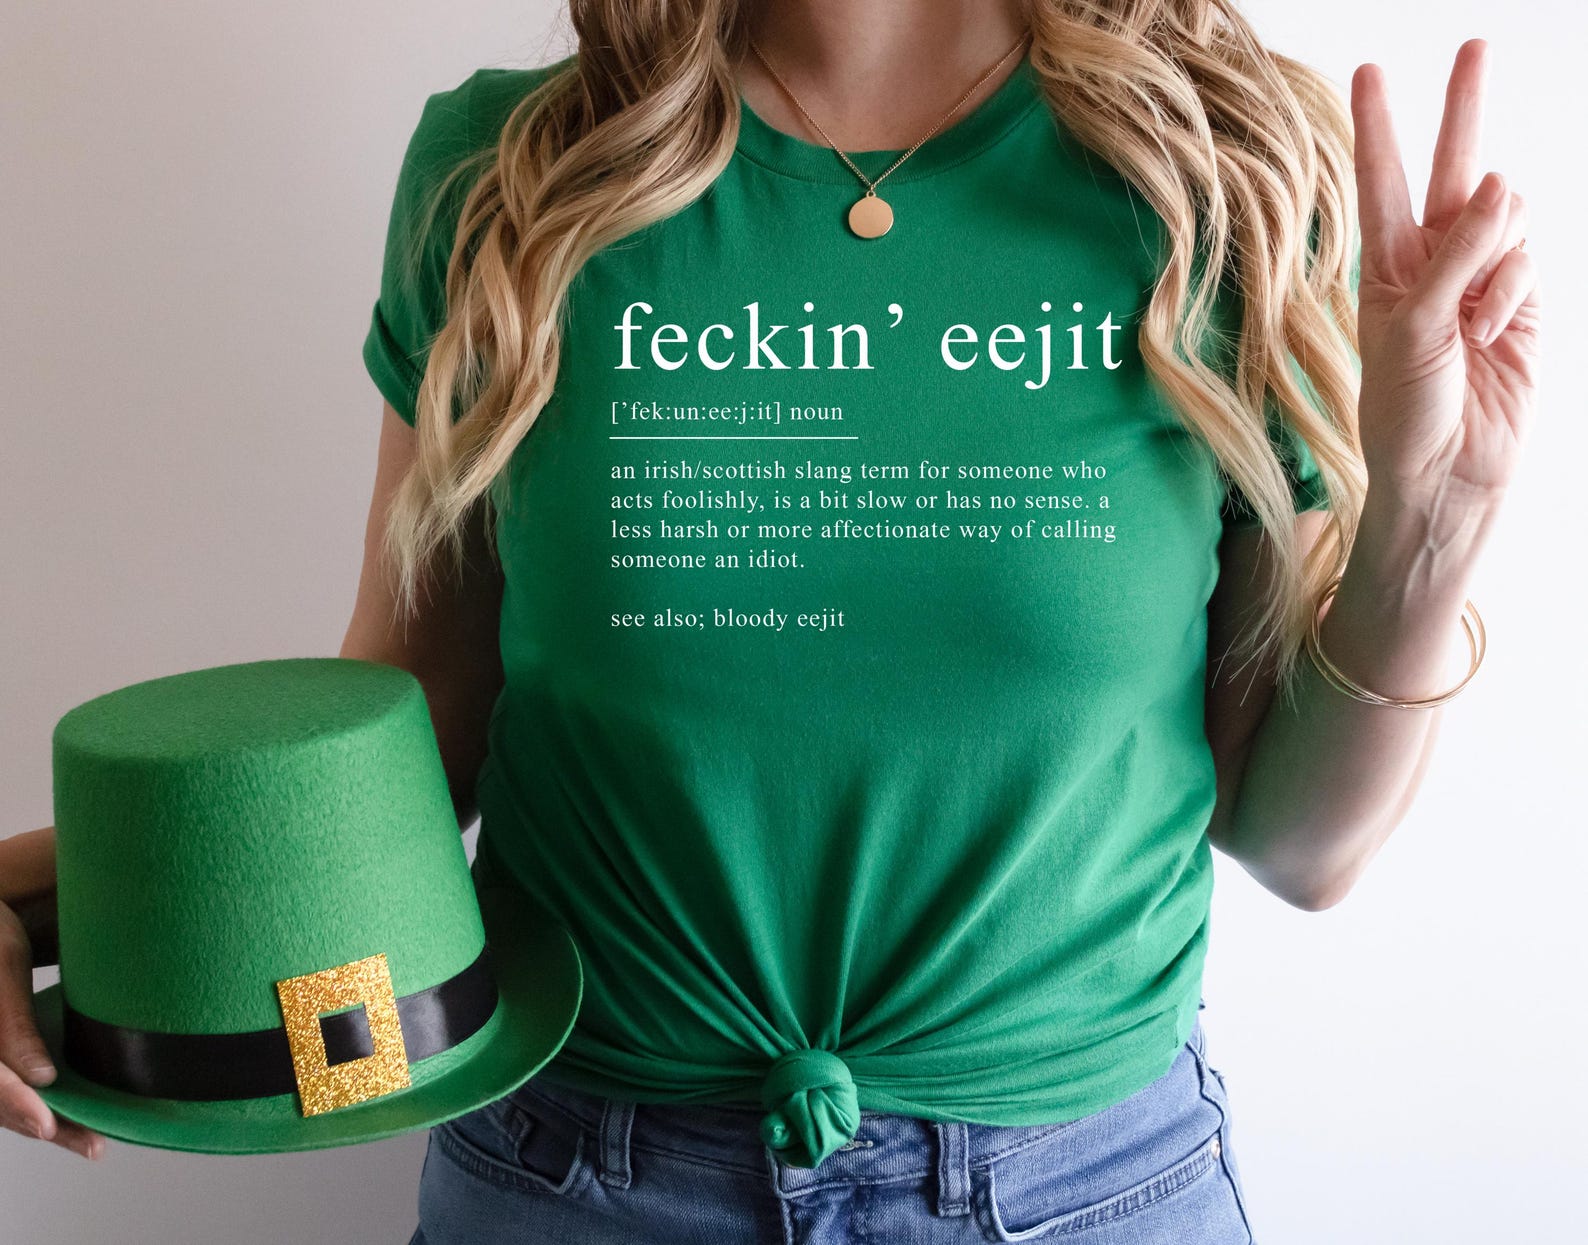 feckin’ eejit
[’fek:un:ee:j:it] noun
an irish/scottish slang term for someone who
acts foolishly, is a bit slow or has no sense. a
less harsh or more affectionate way of calling
someone an idiot.
see also; bloody eejit